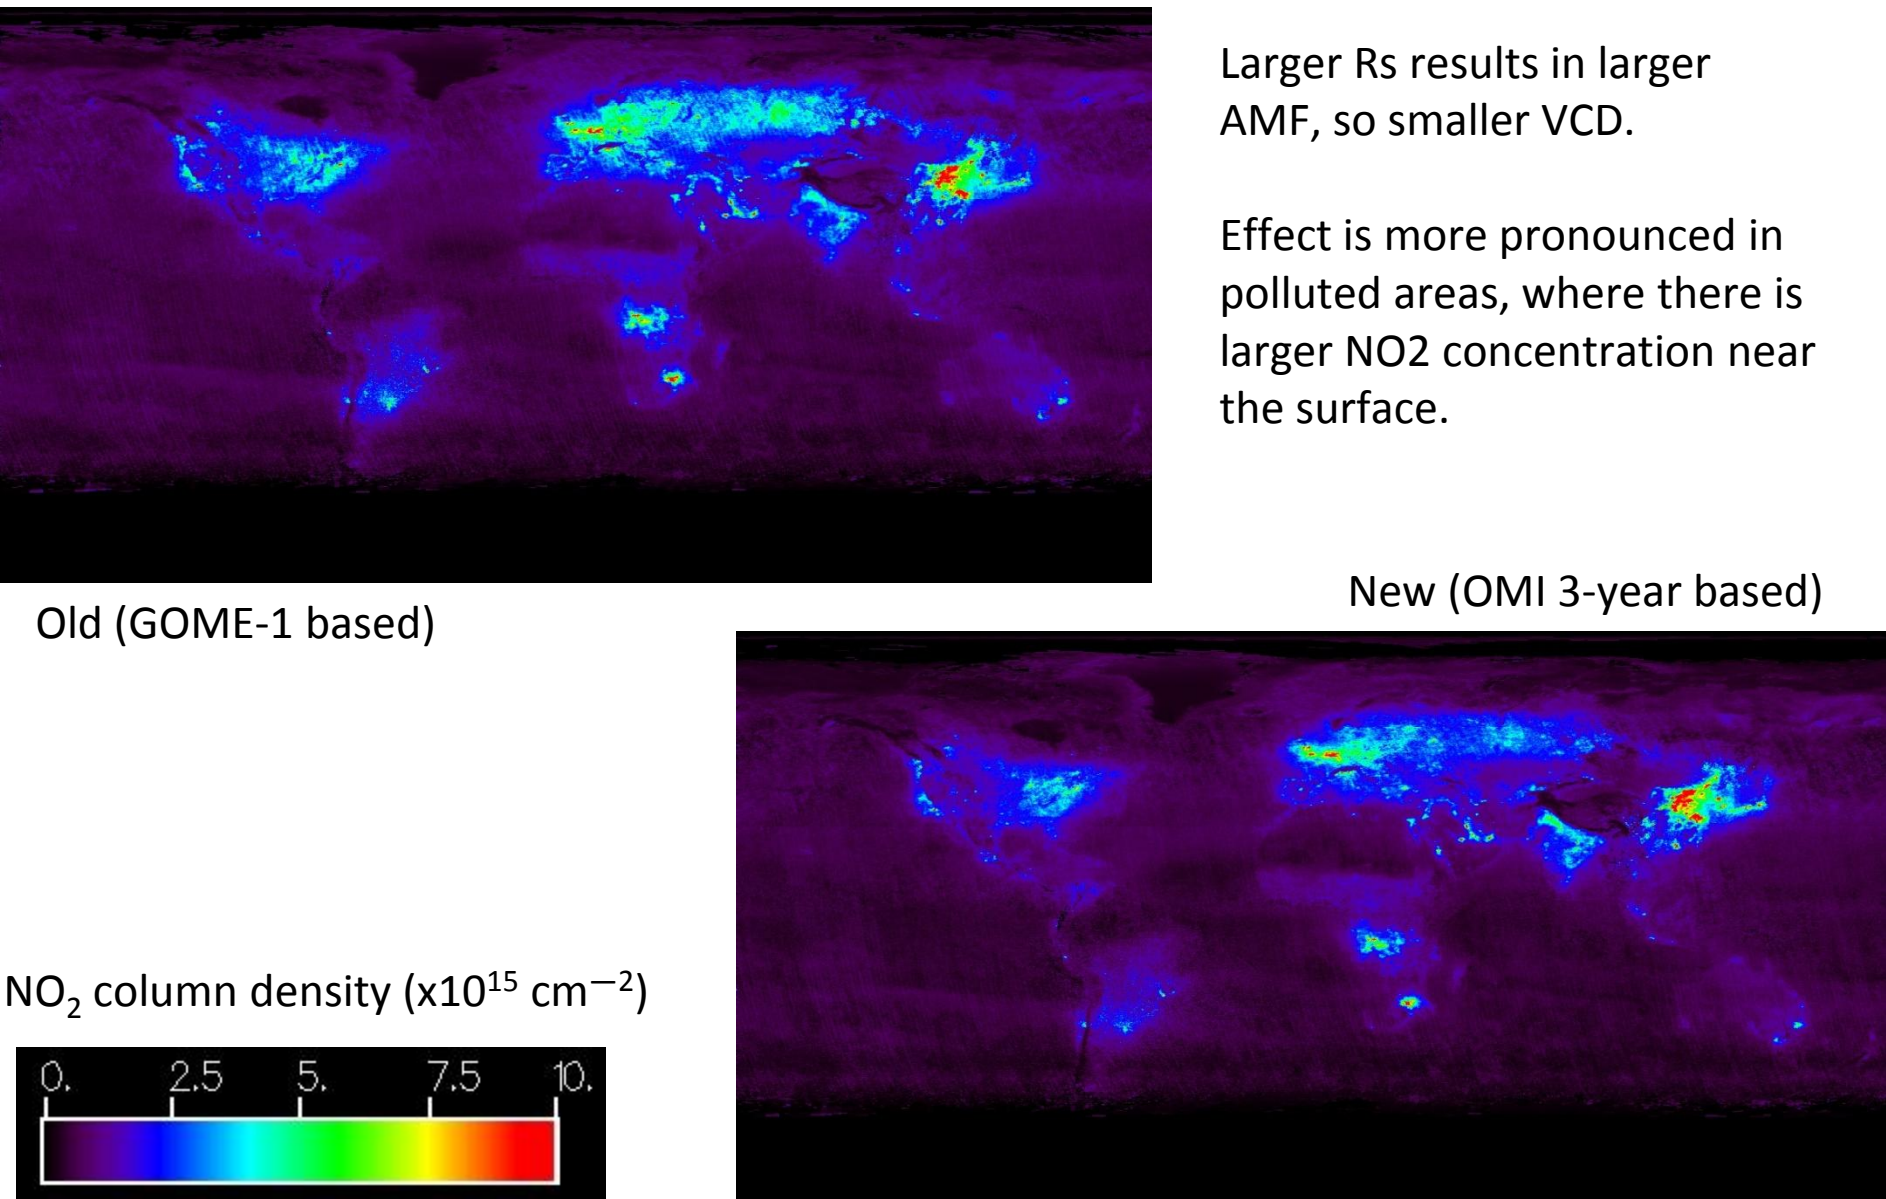 Larger Rs results in larger
AMF, so smaller VCD.
Effect is more pronounced in
polluted areas, where there is
larger NO2 concentration near
the surface.
New (OMI 3-year based)
Old (GOME-1 based)
NO₂ column density (x10¹⁵ cm—²)
0. 2.5 5. 7.5 10.